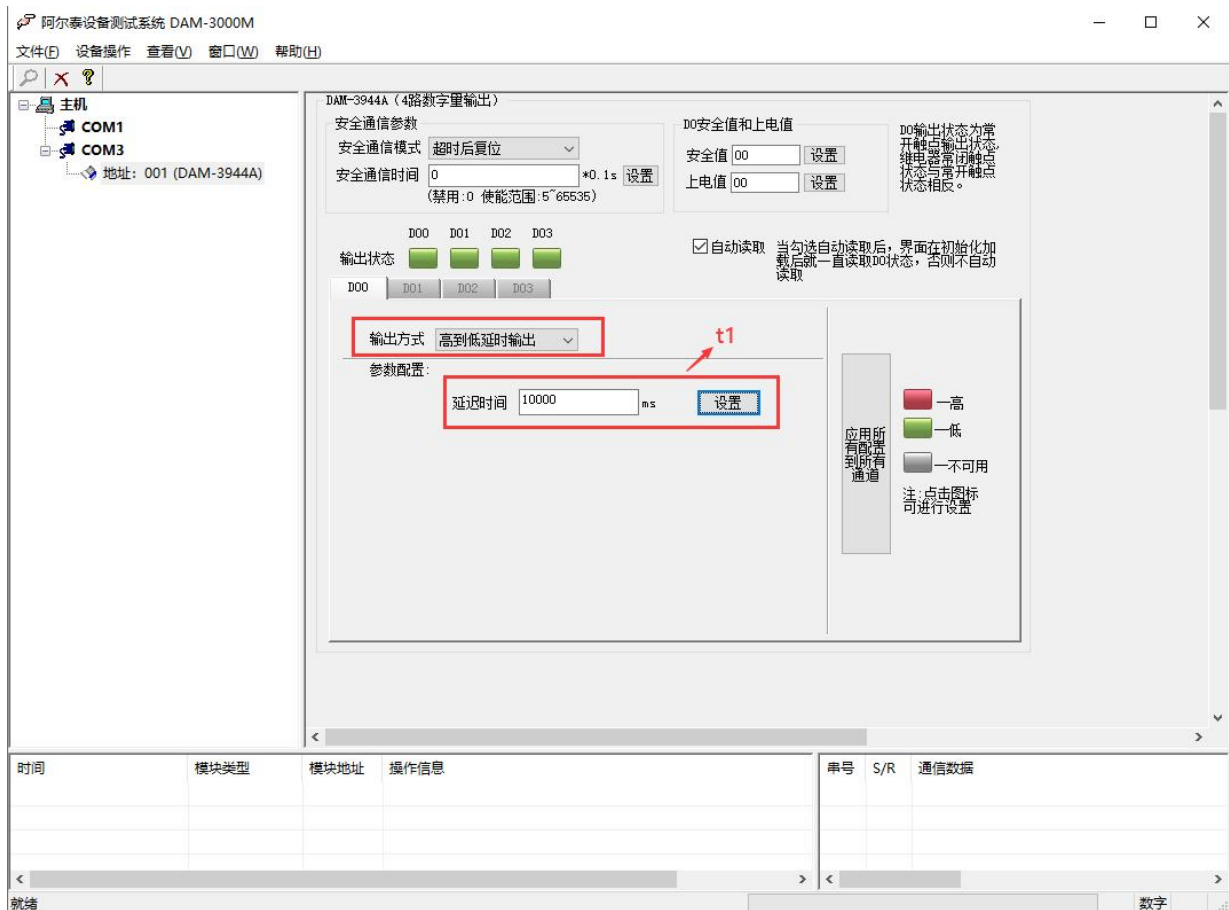 阿尔泰设备测试系统 DAM-3000M
文件(F) 设备操作 查看(V) 窗口(W) 帮助(H)
主机
COM1
COM3
地址：001 (DAM-3944A)
DAM-3944A（4路数字量输出）
安全通信参数
安全通信模式 超时后复位
安全通信时间 0 *0.1s 设置
(禁用:0 使能范围:5~65535)
DO安全值和上电值
安全值 00 设置
上电值 00 设置
DO输出状态为常
开触点输出状态,
继电器常闭触点
状态与常开触点
状态相反。
DO0 DO1 DO2 DO3
输出状态
自动读取 当勾选自动读取后，界面在初始化加
载后就一直读取DO状态，否则不自动
读取
DO0 DO1 DO2 DO3
输出方式 高到低延时输出
t1
参数配置:
延迟时间 10000 ms 设置
应用所
有配置
到所有
通道
—高
—低
—不可用
注:点击图标
可进行设置
时间 模块类型 模块地址 操作信息
串号 S/R 通信数据
就绪
数字